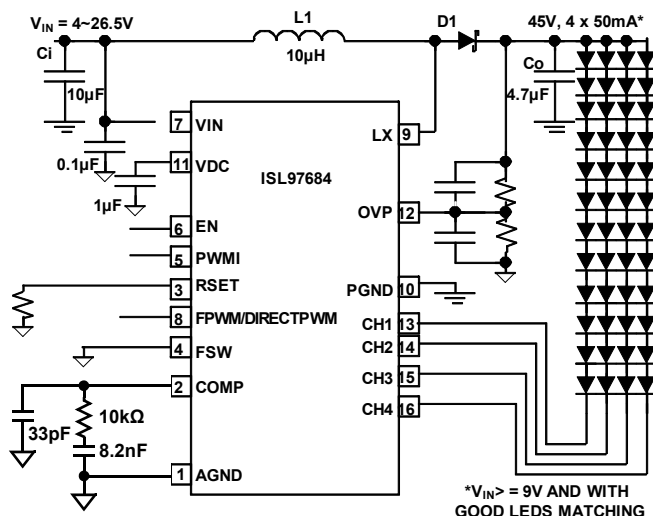 VIN = 4~26.5V
L1
D1
45V, 4 x 50mA*
Ci
10µH
Co
10µF
4.7µF
7 VIN
LX 9
0.1µF
11 VDC
ISL97684
1µF
OVP 12
6 EN
5 PWMI
3 RSET
PGND 10
8 FPWM/DIRECTPWM
CH1 13
4 FSW
CH2 14
2 COMP
CH3 15
10kΩ
CH4 16
33pF
8.2nF
1 AGND
*VIN> = 9V AND WITH
GOOD LEDS MATCHING